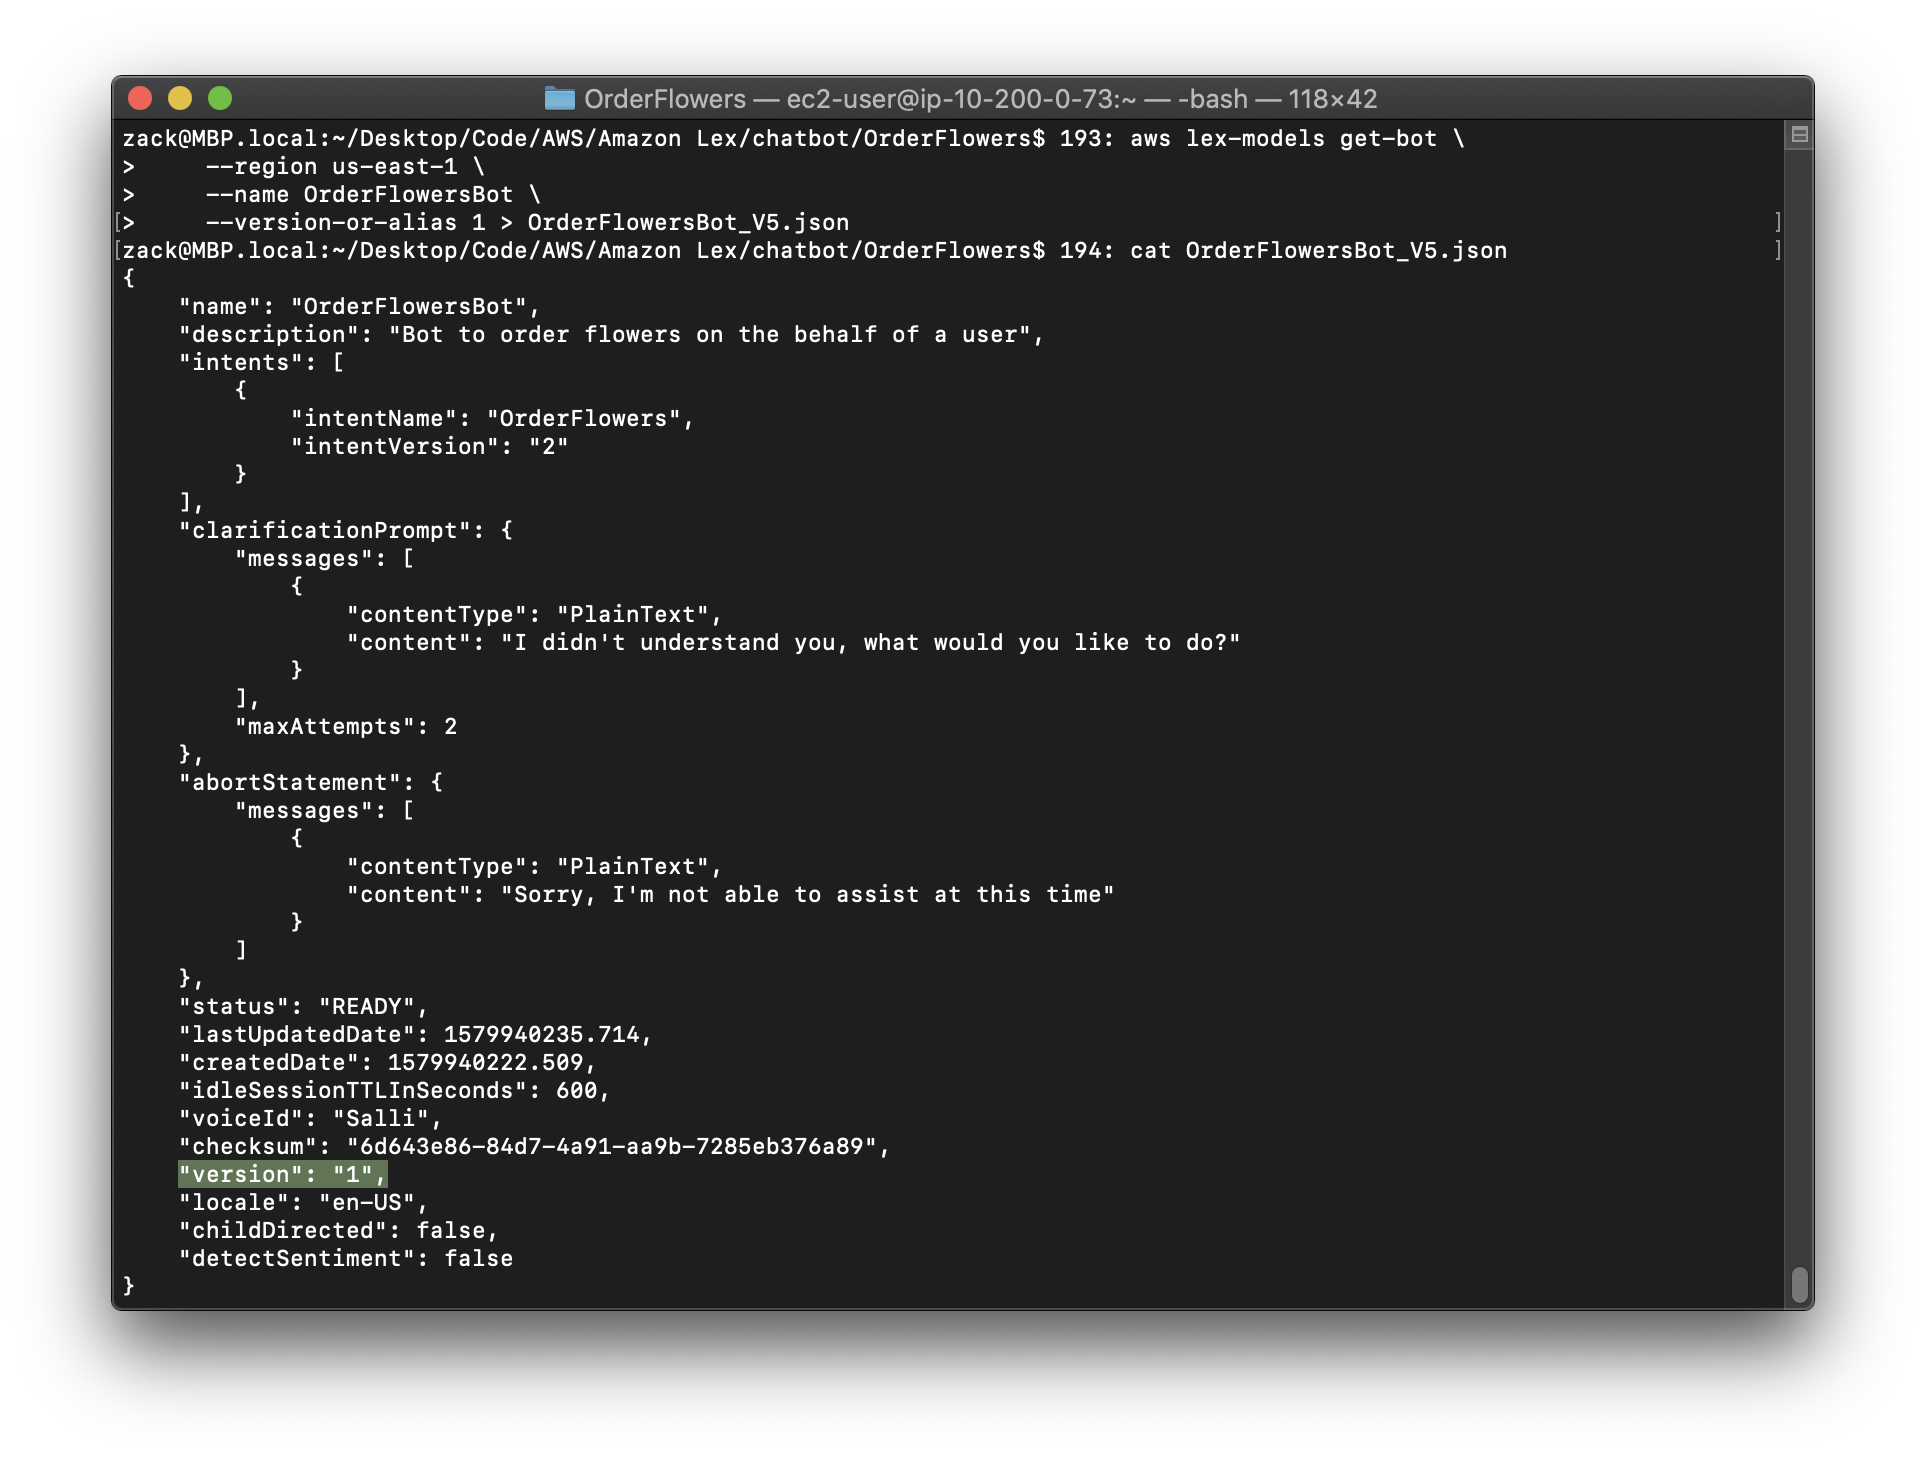 OrderFlowers — ec2-user@ip-10-200-0-73:~ — -bash — 118×42
zack@MBP.local:~/Desktop/Code/AWS/Amazon Lex/chatbot/OrderFlowers$ 193: aws lex-models get-bot \
>     --region us-east-1 \
>     --name OrderFlowersBot \
[>     --version-or-alias 1 > OrderFlowersBot_V5.json ]
[zack@MBP.local:~/Desktop/Code/AWS/Amazon Lex/chatbot/OrderFlowers$ 194: cat OrderFlowersBot_V5.json ]
{
    "name": "OrderFlowersBot",
    "description": "Bot to order flowers on the behalf of a user",
    "intents": [
        {
            "intentName": "OrderFlowers",
            "intentVersion": "2"
        }
    ],
    "clarificationPrompt": {
        "messages": [
            {
                "contentType": "PlainText",
                "content": "I didn't understand you, what would you like to do?"
            }
        ],
        "maxAttempts": 2
    },
    "abortStatement": {
        "messages": [
            {
                "contentType": "PlainText",
                "content": "Sorry, I'm not able to assist at this time"
            }
        ]
    },
    "status": "READY",
    "lastUpdatedDate": 1579940235.714,
    "createdDate": 1579940222.509,
    "idleSessionTTLInSeconds": 600,
    "voiceId": "Salli",
    "checksum": "6d643e86-84d7-4a91-aa9b-7285eb376a89",
    "version": "1",
    "locale": "en-US",
    "childDirected": false,
    "detectSentiment": false
}